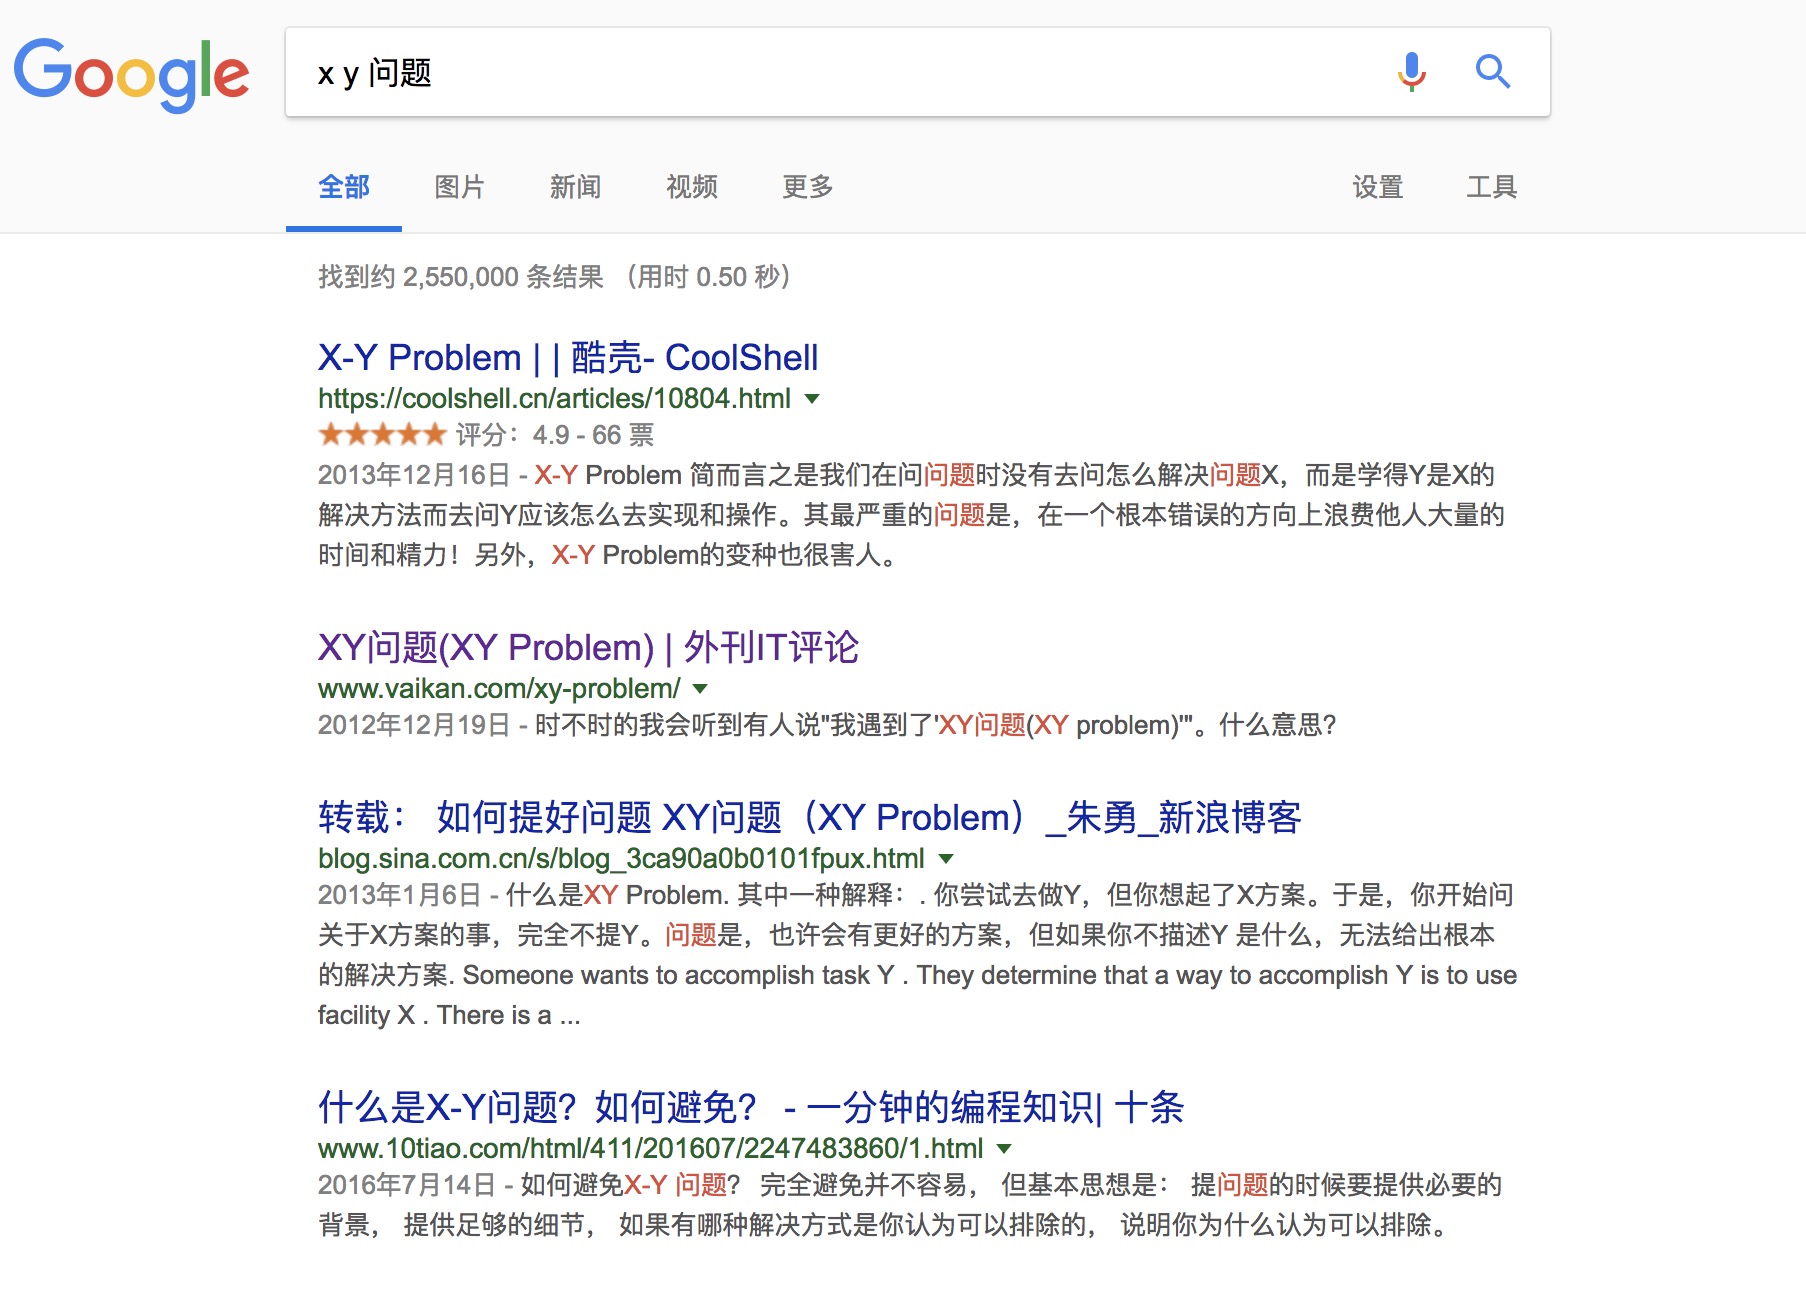 Google
x y 问题
全部 图片 新闻 视频 更多 设置 工具
找到约 2,550,000 条结果 （用时 0.50 秒）
X-Y Problem | | 酷壳- CoolShell
https://coolshell.cn/articles/10804.html
评分：4.9 - 66 票
2013年12月16日 - X-Y Problem 简而言之是我们在问问题时没有去问怎么解决问题X，而是学得Y是X的
解决方法而去问Y应该怎么去实现和操作。其最严重的问题是，在一个根本错误的方向上浪费他人大量的
时间和精力！另外，X-Y Problem的变种也很害人。
XY问题(XY Problem) | 外刊IT评论
www.vaikan.com/xy-problem/
2012年12月19日 - 时不时的我会听到有人说"我遇到了'XY问题(XY problem)'"。什么意思?
转载： 如何提好问题 XY问题（XY Problem）_朱勇_新浪博客
blog.sina.com.cn/s/blog_3ca90a0b0101fpux.html
2013年1月6日 - 什么是XY Problem. 其中一种解释：. 你尝试去做Y，但你想起了X方案。于是，你开始问
关于X方案的事，完全不提Y。问题是，也许会有更好的方案，但如果你不描述Y 是什么，无法给出根本
的解决方案. Someone wants to accomplish task Y . They determine that a way to accomplish Y is to use
facility X . There is a ...
什么是X-Y问题？如何避免？ - 一分钟的编程知识| 十条
www.10tiao.com/html/411/201607/2247483860/1.html
2016年7月14日 - 如何避免X-Y 问题？ 完全避免并不容易， 但基本思想是： 提问题的时候要提供必要的
背景， 提供足够的细节， 如果有哪种解决方式是你认为可以排除的， 说明你为什么认为可以排除。